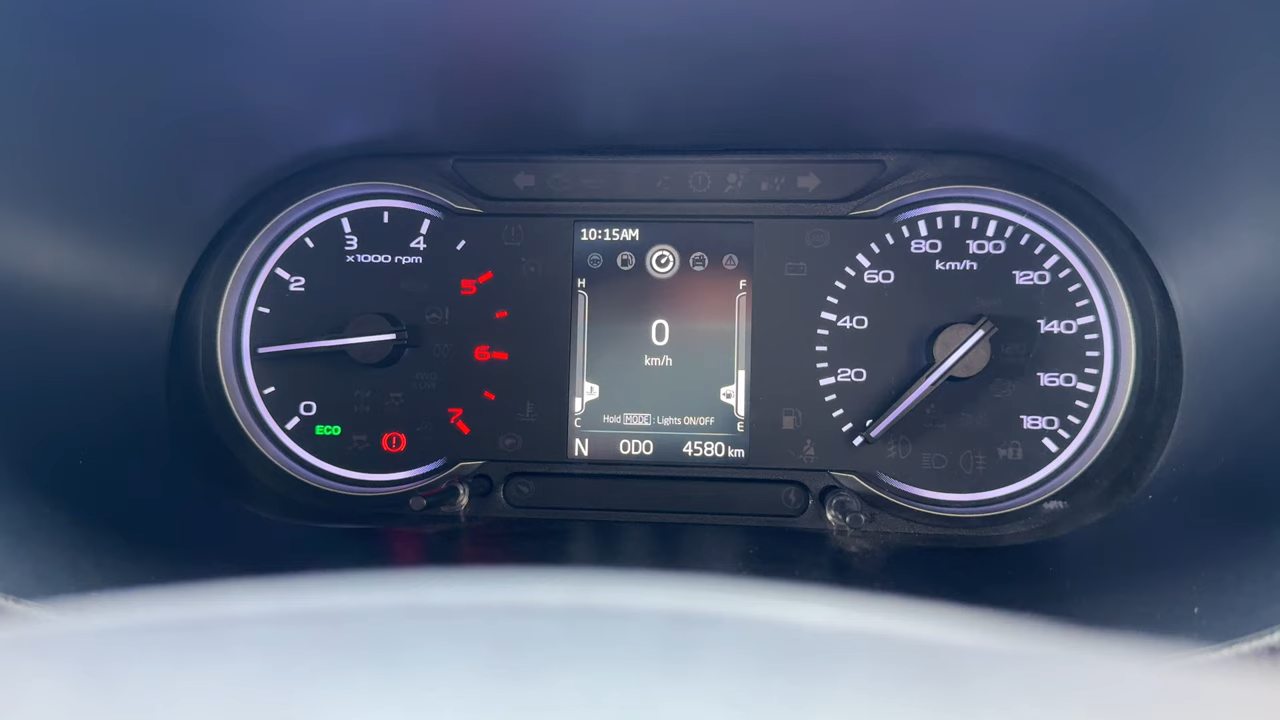 10:15AM
3 4
x1000 rpm
2
5
6
0
7
ECO
H F
0
km/h
C E
Hold MODE : Lights ON/OFF
N ODO 4580 km
80 100
km/h
60 120
40 140
20 160
180